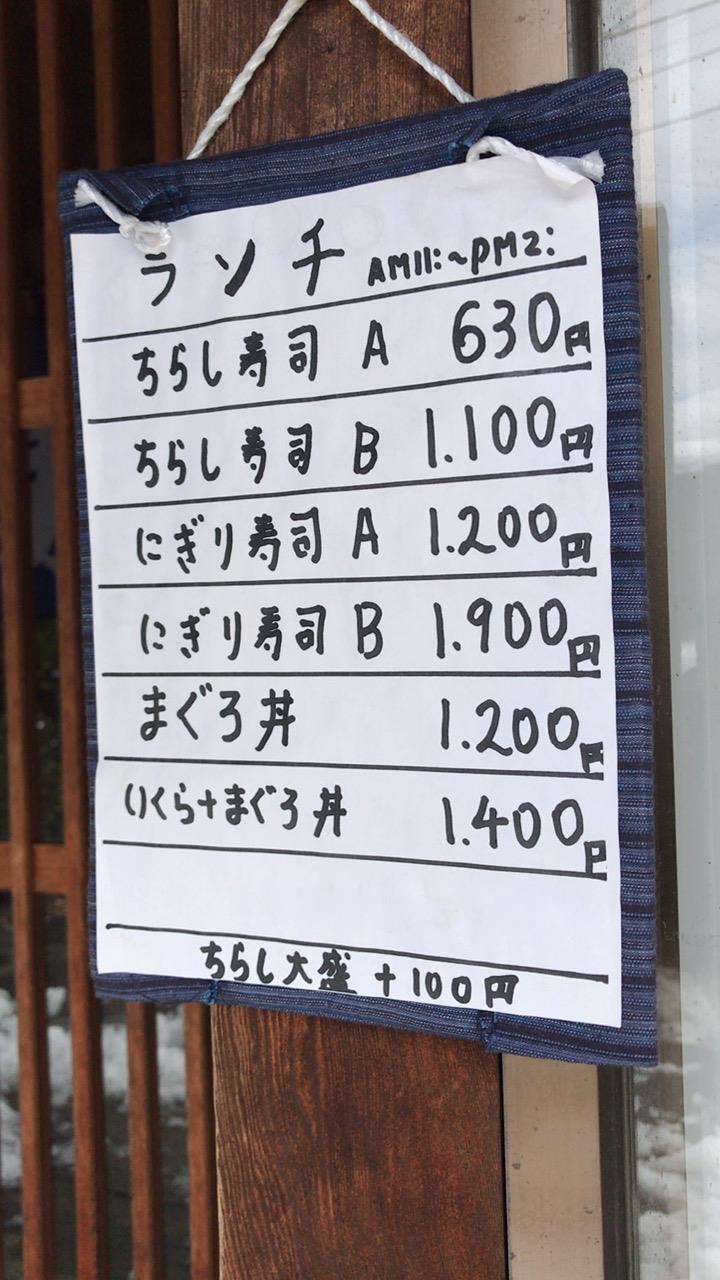 ランチ AM11:~PM2:
ちらし寿司 A 630円
ちらし寿司 B 1.100円
にぎり寿司 A 1.200円
にぎり寿司 B 1.900円
まぐろ丼 1.200円
いくら+まぐろ丼 1.400円
ちらし大盛 +100円